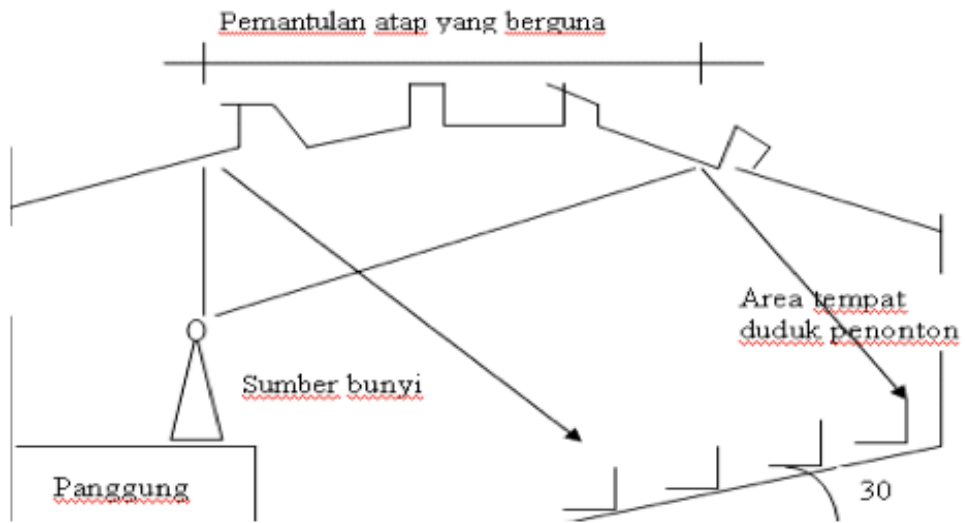 Pemantulan atap yang berguna
Area tempat
duduk penonton
Sumber bunyi
Panggung
30